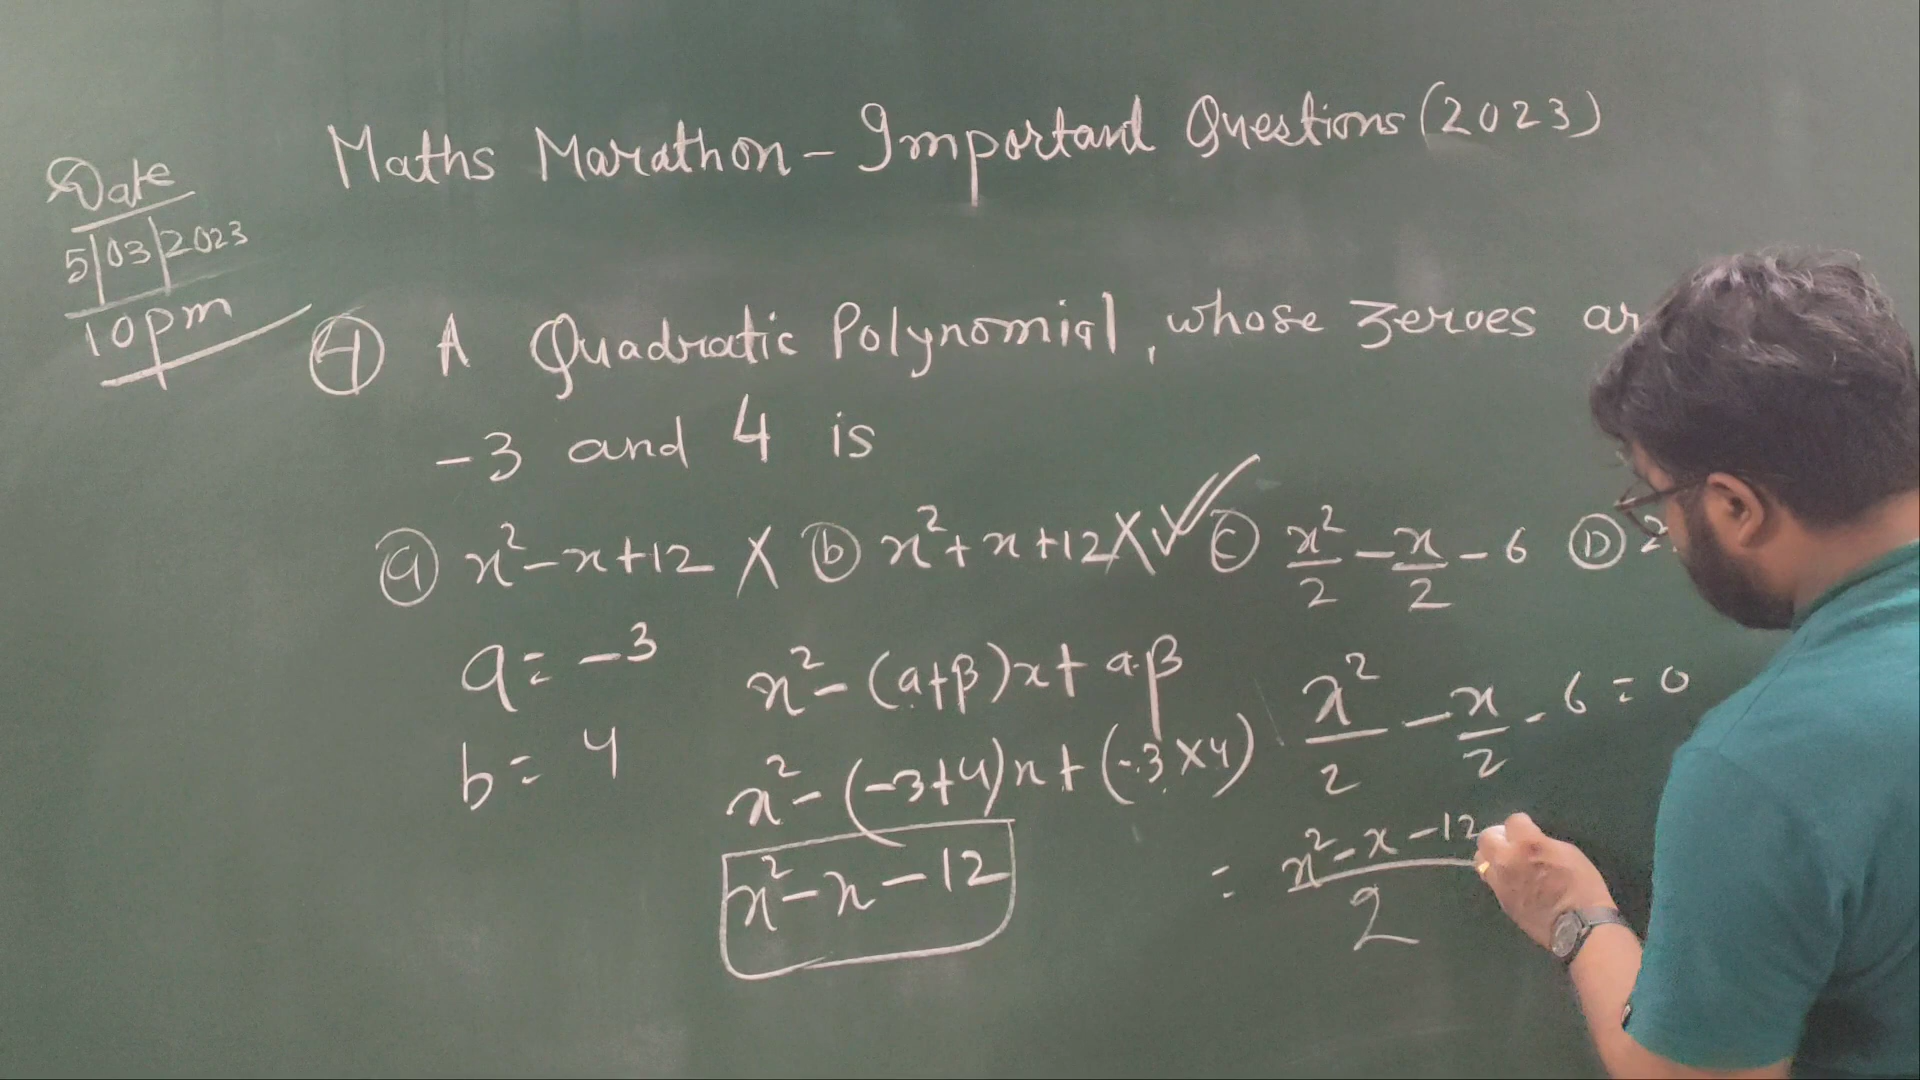 Maths Marathon - Important Questions (2023)
Date
5|03|2023
10pm
④ A Quadratic Polynomial, whose zeroes ar
-3 and 4 is
ⓐ x²-x+12 X ⓑ x²+x+12 X ✓✓ ⓒ x²/2 - x/2 - 6 Ⓓ 2
a = -3
b = 4
x² - (a+β)x + a.β
x² - (-3+4)x + (-3×4)
x² - x - 12
x²/2 - x/2 - 6 = 0
= x² - x - 12 / 2